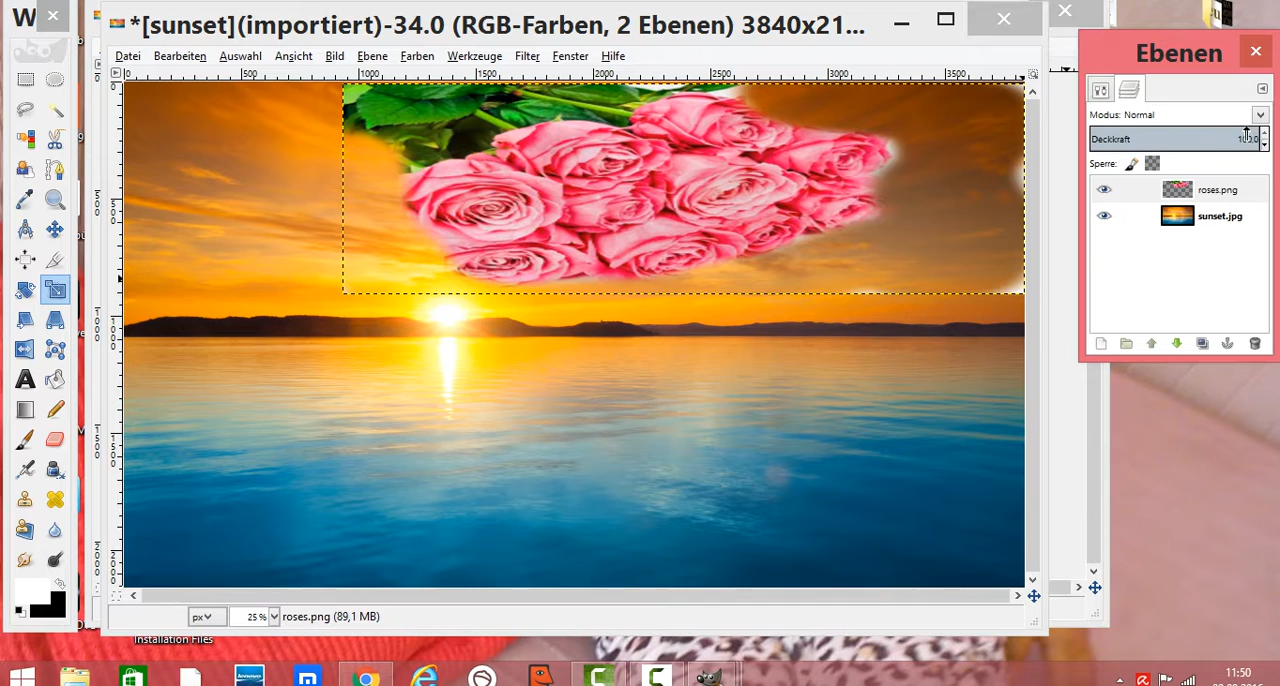 W
*[sunset](importiert)-34.0 (RGB-Farben, 2 Ebenen) 3840x21...
Datei Bearbeiten Auswahl Ansicht Bild Ebene Farben Werkzeuge Filter Fenster Hilfe
0 500 1000 1500 2000 2500 3000 3500
px 25 % roses.png (89,1 MB)
Ebenen
Modus: Normal
Deckkraft
Sperre:
roses.png
sunset.jpg
Installation Files
11:50